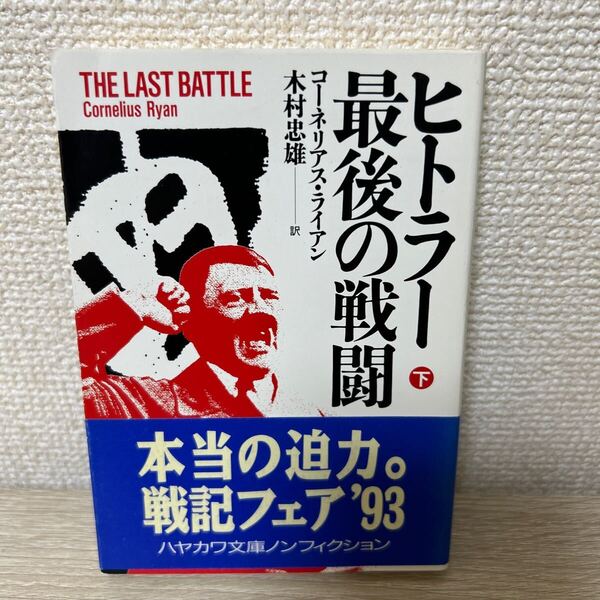 THE LAST BATTLE
Cornelius Ryan
ヒトラー
最後の戦闘 下
コーネリアス・ライアン
木村忠雄――訳
本当の迫力。
戦記フェア'93
ハヤカワ文庫ノンフィクション